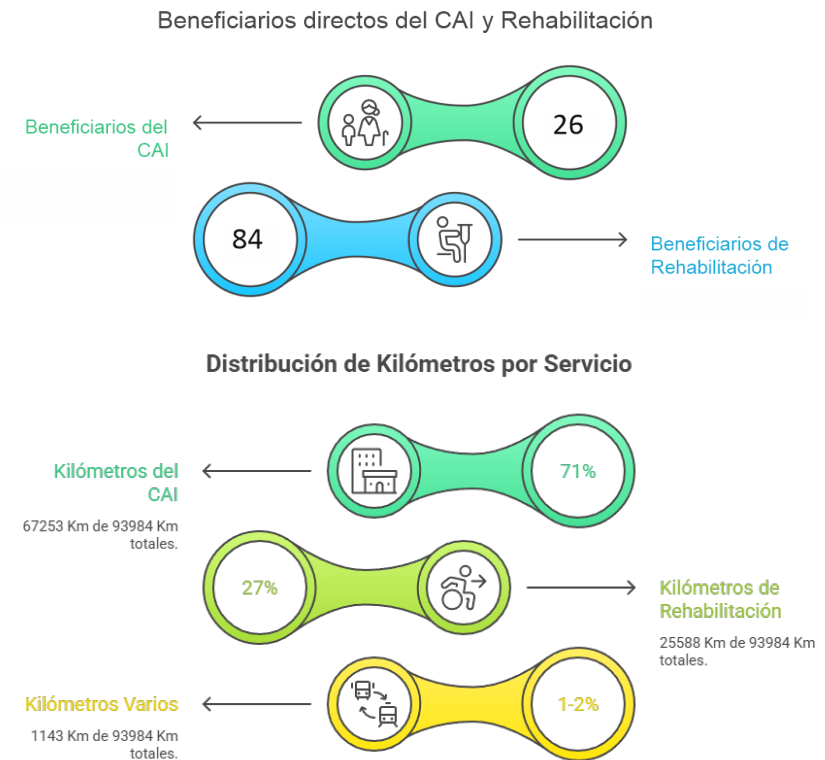 Beneficiarios directos del CAI y Rehabilitación
Beneficiarios del
CAI
26
84
Beneficiarios de
Rehabilitación
Distribución de Kilómetros por Servicio
Kilómetros del
CAI
67253 Km de 93984 Km
totales.
71%
27%
Kilómetros de
Rehabilitación
25588 Km de 93984 Km
totales.
Kilómetros Varios
1143 Km de 93984 Km
totales.
1-2%